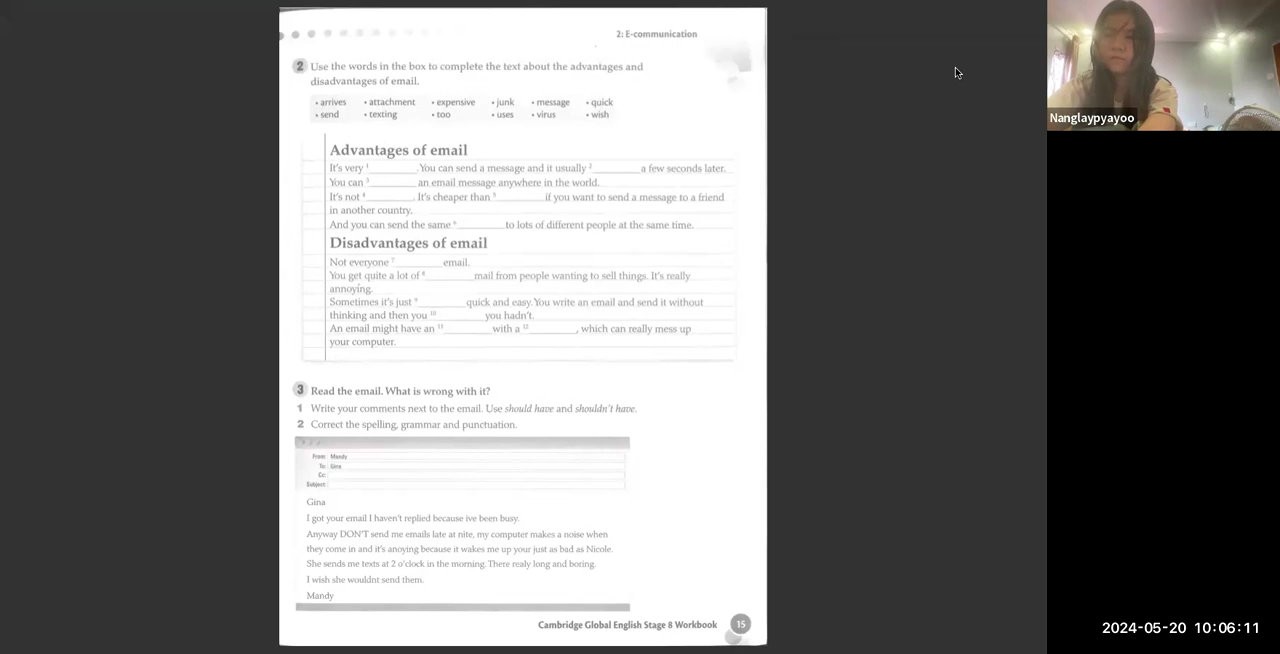 2: E-communication
2 Use the words in the box to complete the text about the advantages and
disadvantages of email.
• arrives • attachment • expensive • junk • message • quick
• send • texting • too • uses • virus • wish
Advantages of email
It's very 1________. You can send a message and it usually 2________ a few seconds later.
You can 3________ an email message anywhere in the world.
It's not 4________. It's cheaper than 5________ if you want to send a message to a friend
in another country.
And you can send the same 6________ to lots of different people at the same time.
Disadvantages of email
Not everyone 7________ email.
You get quite a lot of 8________ mail from people wanting to sell things. It's really
annoying.
Sometimes it's just 9________ quick and easy. You write an email and send it without
thinking and then you 10________ you hadn't.
An email might have an 11________ with a 12________, which can really mess up
your computer.
3 Read the email. What is wrong with it?
1 Write your comments next to the email. Use should have and shouldn't have.
2 Correct the spelling, grammar and punctuation.
From: Mandy
To: Gina
Cc:
Subject:
Gina
I got your email I haven't replied because ive been busy.
Anyway DON'T send me emails late at nite, my computer makes a noise when
they come in and it's anoying because it wakes me up your just as bad as Nicole.
She sends me texts at 2 o'clock in the morning. There realy long and boring.
I wish she wouldnt send them.
Mandy
Cambridge Global English Stage 8 Workbook 15
Nanglaypyayoo
2024-05-20 10:06:11